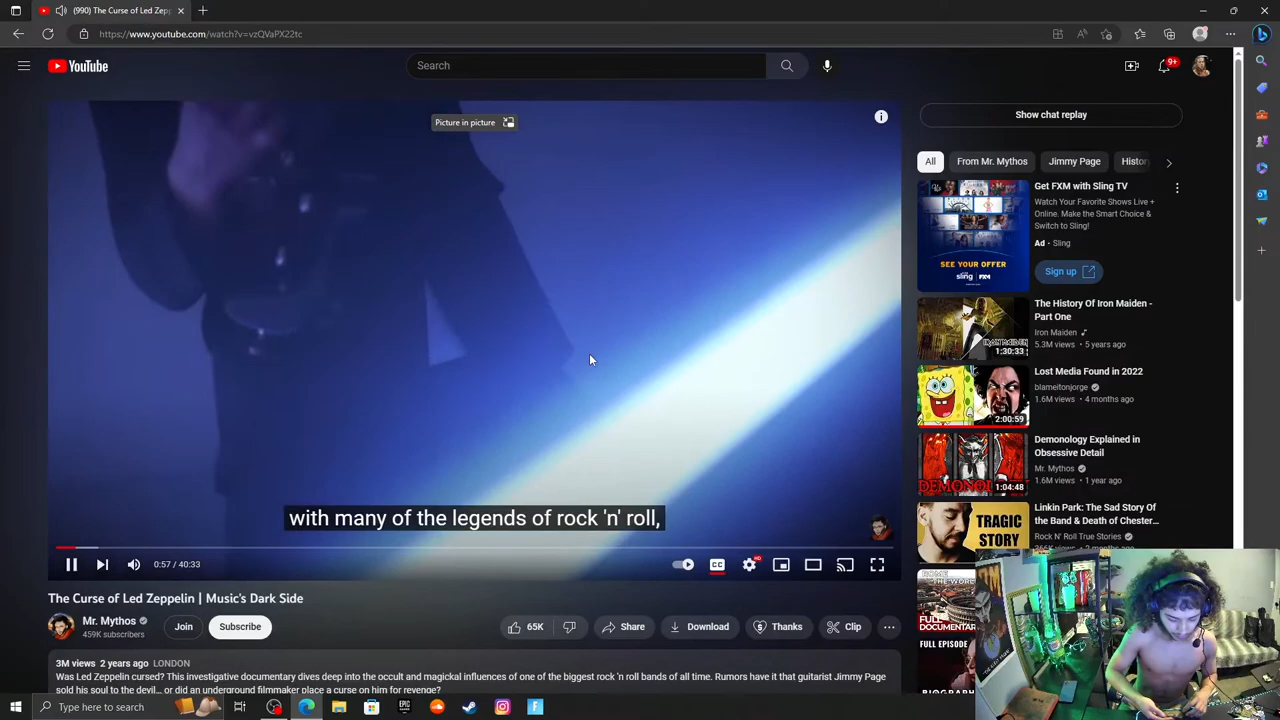 (990) The Curse of Led Zepp
https://www.youtube.com/watch?v=vzQVaPX22tc
YouTube
Search
9+
Picture in picture
Show chat replay
All
From Mr. Mythos
Jimmy Page
Histor
Get FXM with Sling TV
Watch Your Favorite Shows Live +
Online. Make the Smart Choice &
Switch to Sling!
Ad • Sling
SEE YOUR OFFER
sling
Sign up
The History Of Iron Maiden -
Part One
Iron Maiden
5.3M views • 5 years ago
1:30:33
Lost Media Found in 2022
blameitonjorge
1.6M views • 4 months ago
2:00:59
Demonology Explained in
Obsessive Detail
Mr. Mythos
1.6M views • 1 year ago
1:04:48
Linkin Park: The Sad Story Of
the Band & Death of Chester...
Rock N' Roll True Stories
TRAGIC
STORY
FULL EPISODE
with many of the legends of rock 'n' roll,
0:57 / 40:33
CC
HD
The Curse of Led Zeppelin | Music's Dark Side
Mr. Mythos
459K subscribers
Join
Subscribe
65K
Share
Download
Thanks
Clip
3M views 2 years ago LONDON
Was Led Zeppelin cursed? This investigative documentary dives deep into the occult and magickal influences of one of the biggest rock 'n roll bands of all time. Rumors have it that guitarist Jimmy Page
sold his soul to the devil... or did an underground filmmaker place a curse on him for revenge?
Type here to search